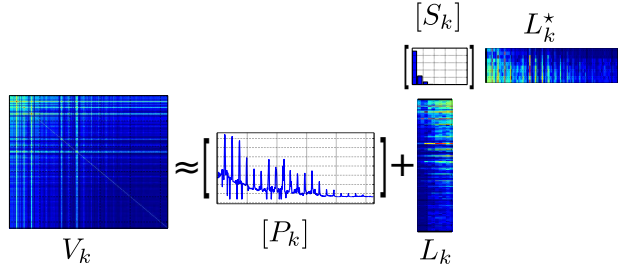 [S_k]
[ ] L_k^⋆
V_k ≈ [ ] + L_k
[P_k]